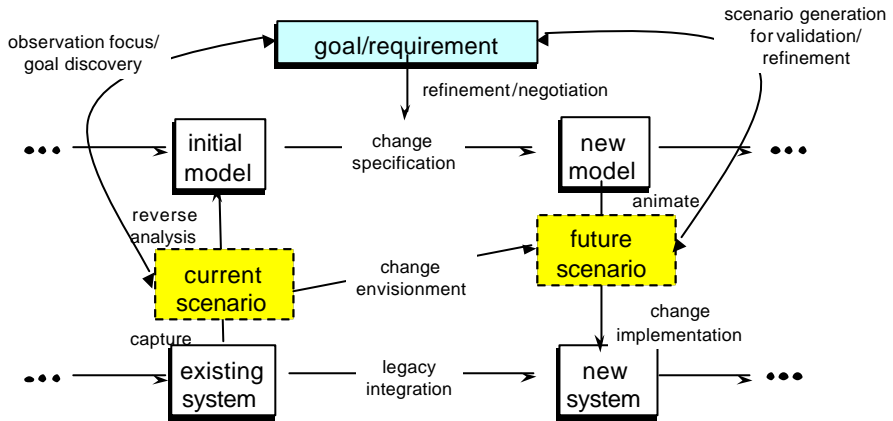 observation focus/
goal discovery
goal/requirement
scenario generation
for validation/
refinement
refinement/negotiation
initial
model
change
specification
new
model
reverse
analysis
animate
current
scenario
change
envisionment
future
scenario
capture
change
implementation
existing
system
legacy
integration
new
system